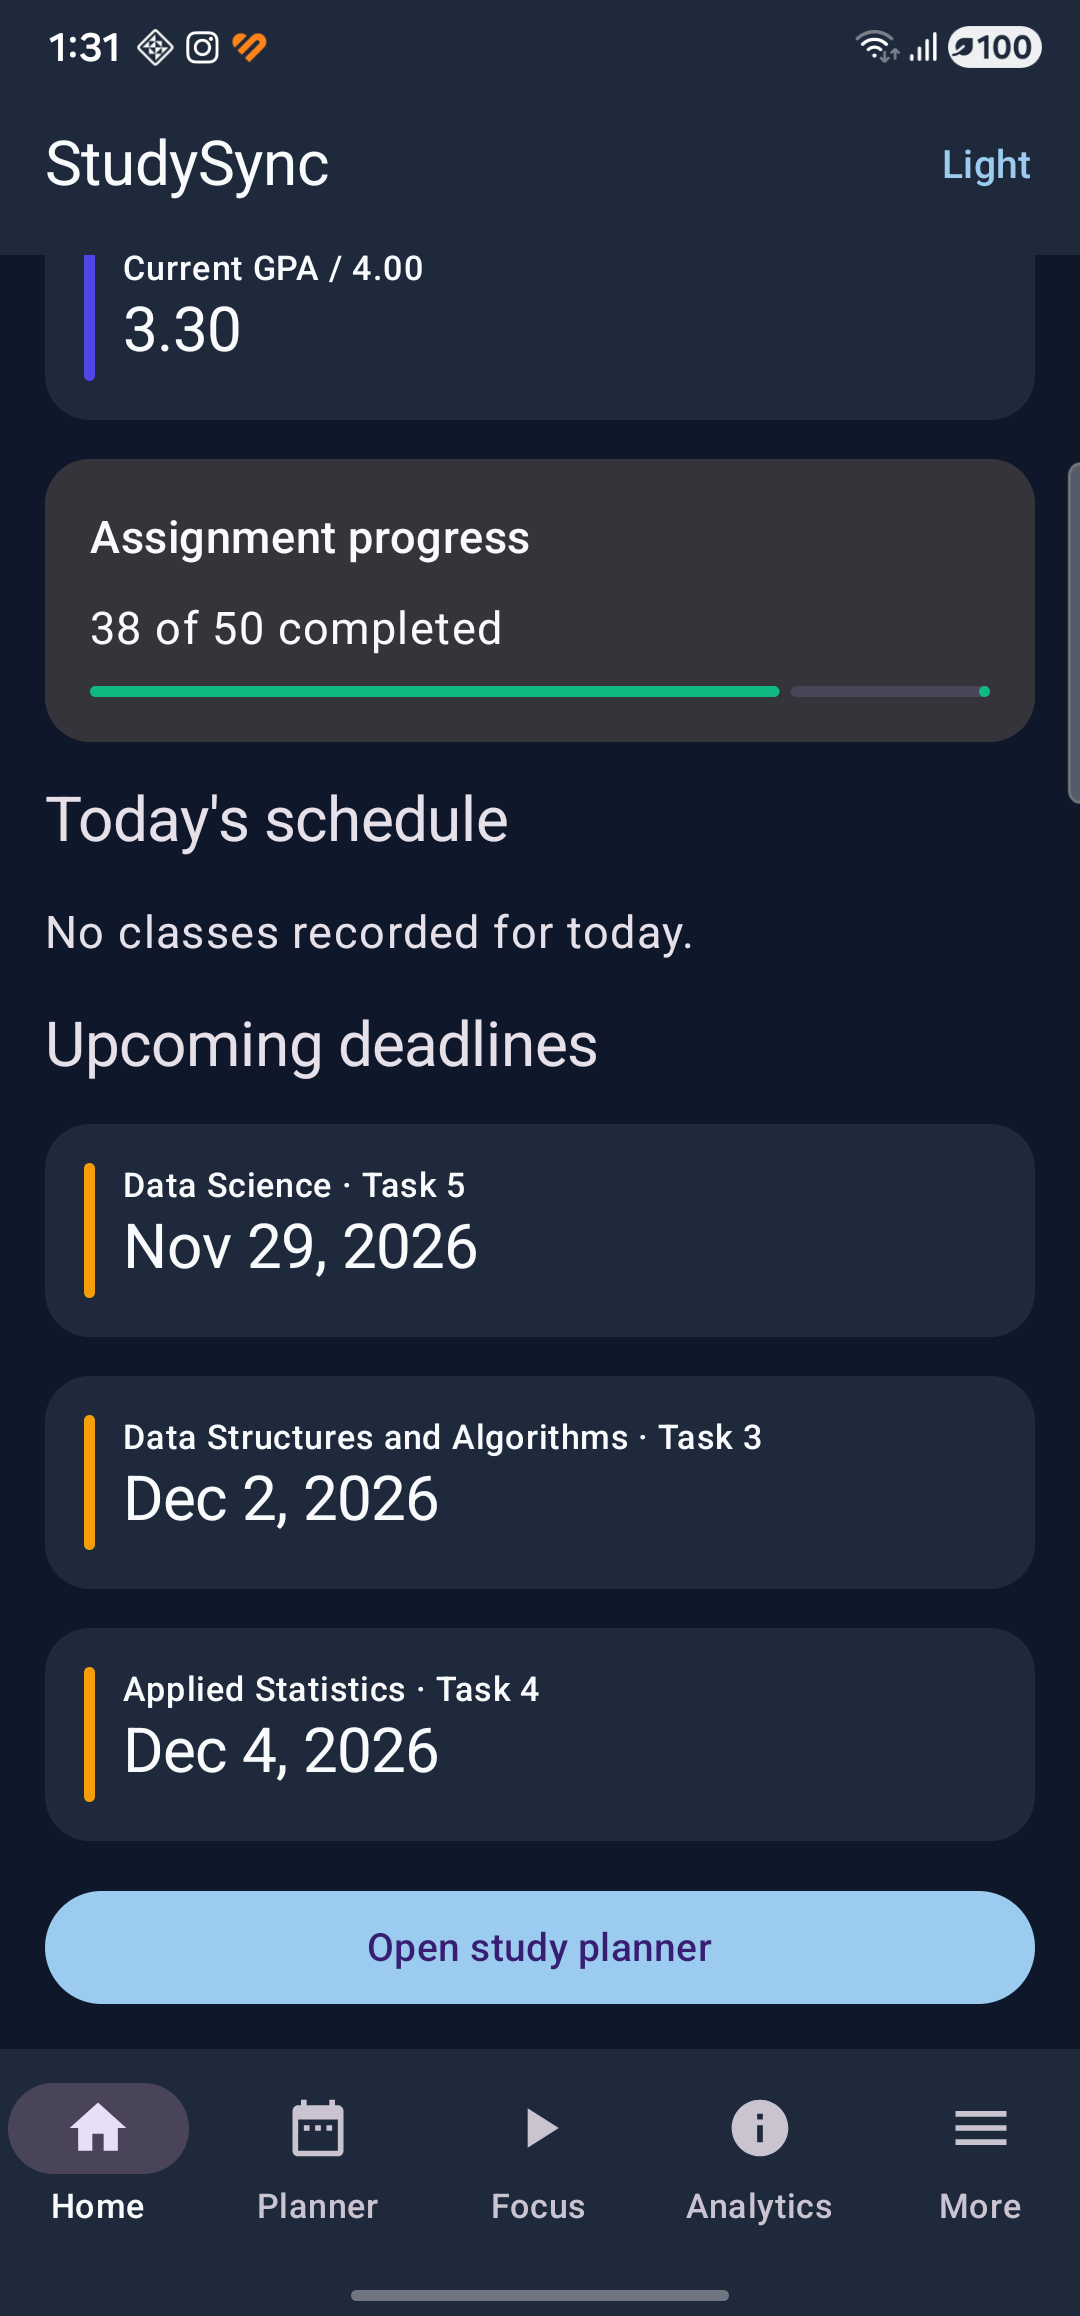 1:31
100
StudySync
Light
Current GPA / 4.00
3.30
Assignment progress
38 of 50 completed
Today's schedule
No classes recorded for today.
Upcoming deadlines
Data Science · Task 5
Nov 29, 2026
Data Structures and Algorithms · Task 3
Dec 2, 2026
Applied Statistics · Task 4
Dec 4, 2026
Open study planner
Home
Planner
Focus
Analytics
More